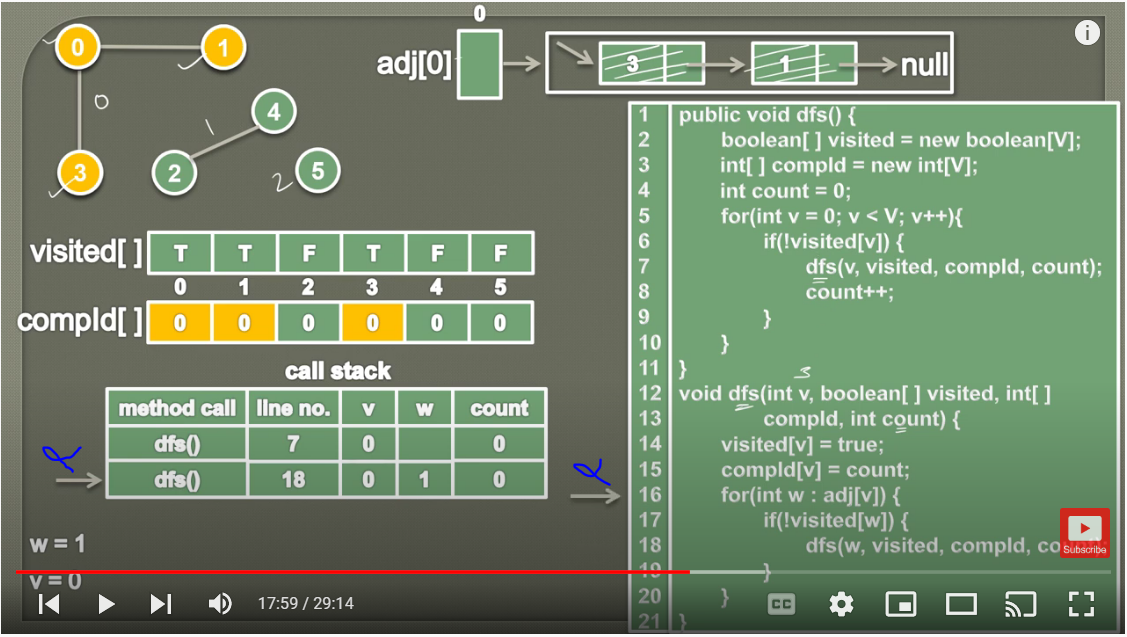 0
0 1
adj[0] 3 1 null
0
4
1
3 2 5
2
visited[ ] T T F T F F
0 1 2 3 4 5
compId[ ] 0 0 0 0 0 0
call stack
method call line no. v w count
dfs() 7 0 0
dfs() 18 0 1 0
w = 1
v = 0
1 public void dfs() {
2 boolean[ ] visited = new boolean[V];
3 int[ ] compId = new int[V];
4 int count = 0;
5 for(int v = 0; v < V; v++){
6 if(!visited[v]) {
7 dfs(v, visited, compId, count);
8 count++;
9 }
10 }
11 }
3
12 void dfs(int v, boolean[ ] visited, int[ ]
13 compId, int count) {
14 visited[v] = true;
15 compId[v] = count;
16 for(int w : adj[v]) {
17 if(!visited[w]) {
18 dfs(w, visited, compId,
19 }
20 }
21 }
Subscribe
17:59 / 29:14
CC